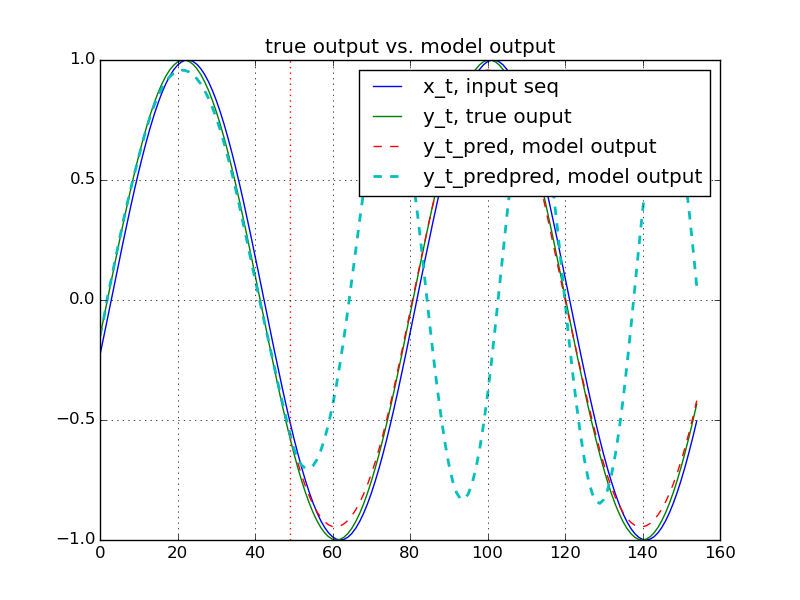 true output vs. model output
x_t, input seq
y_t, true ouput
y_t_pred, model output
y_t_predpred, model output
1.0
0.5
0.0
−0.5
−1.0
0 20 40 60 80 100 120 140 160